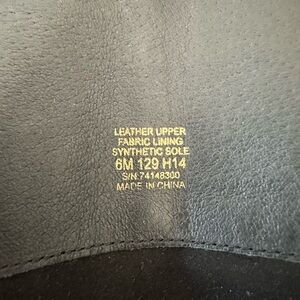 LEATHER UPPER
FABRIC LINING
SYNTHETIC SOLE
6M 129 H14
S/N:74148300
MADE IN CHINA